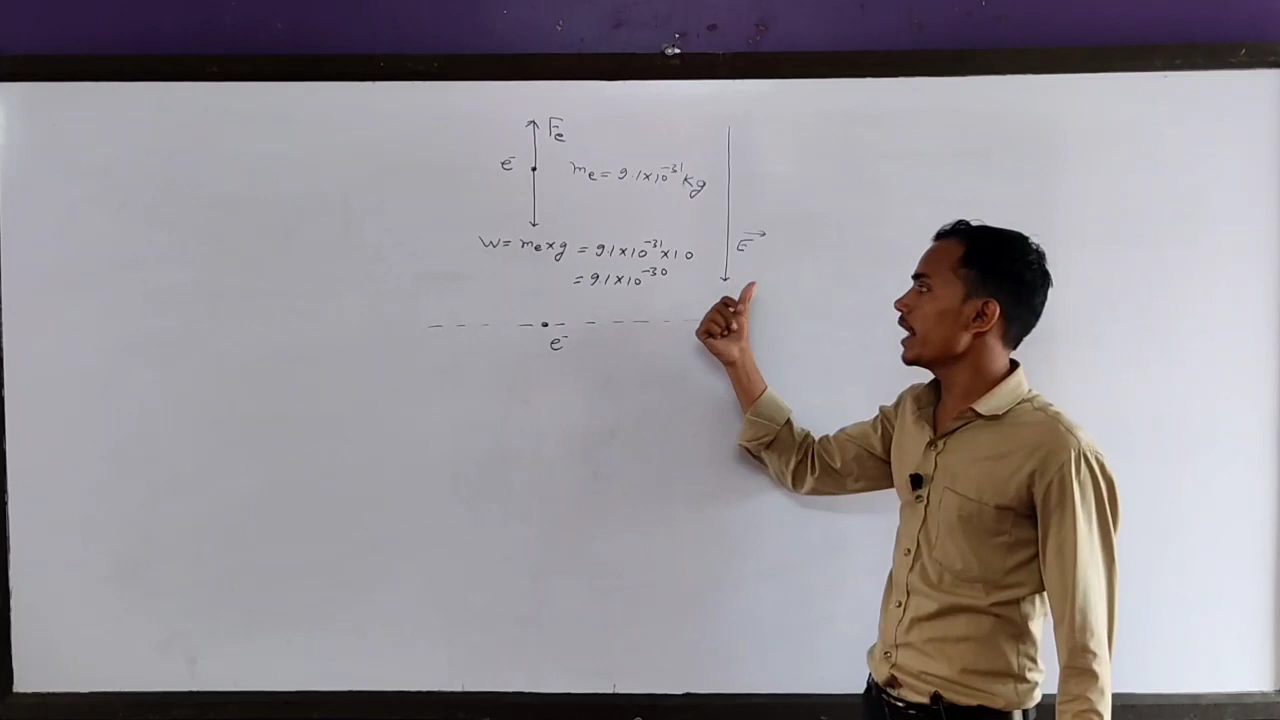 Fe
e⁻
mₑ = 9.1×10⁻³¹ kg
W = mₑ×g = 9.1×10⁻³¹×10
= 9.1×10⁻³⁰
E⃗
e⁻